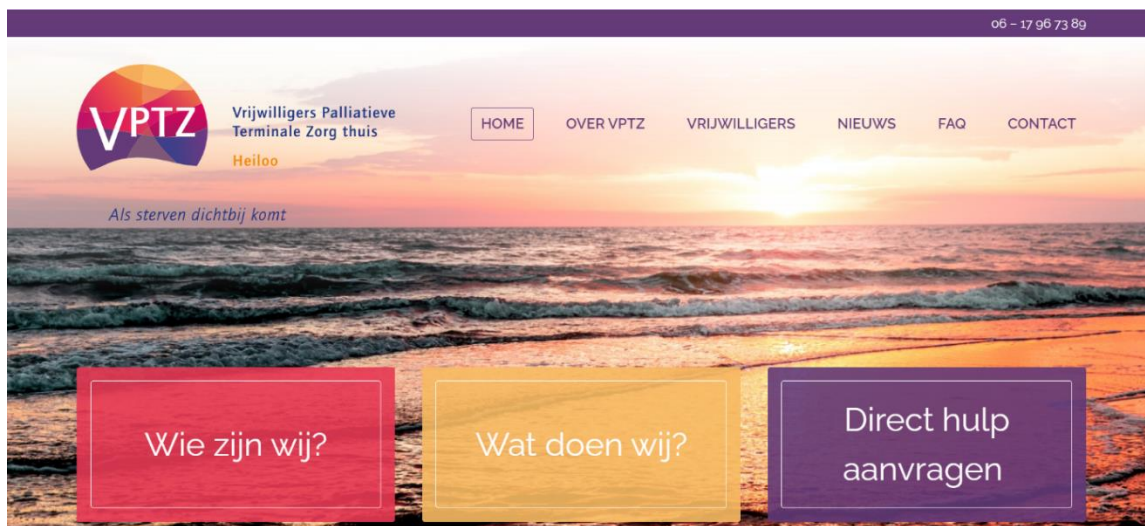 06 – 17 96 73 89
VPTZ
Vrijwilligers Palliatieve
Terminale Zorg thuis
Heiloo
Als sterven dichtbij komt
HOME OVER VPTZ VRIJWILLIGERS NIEUWS FAQ CONTACT
Wie zijn wij?
Wat doen wij?
Direct hulp
aanvragen